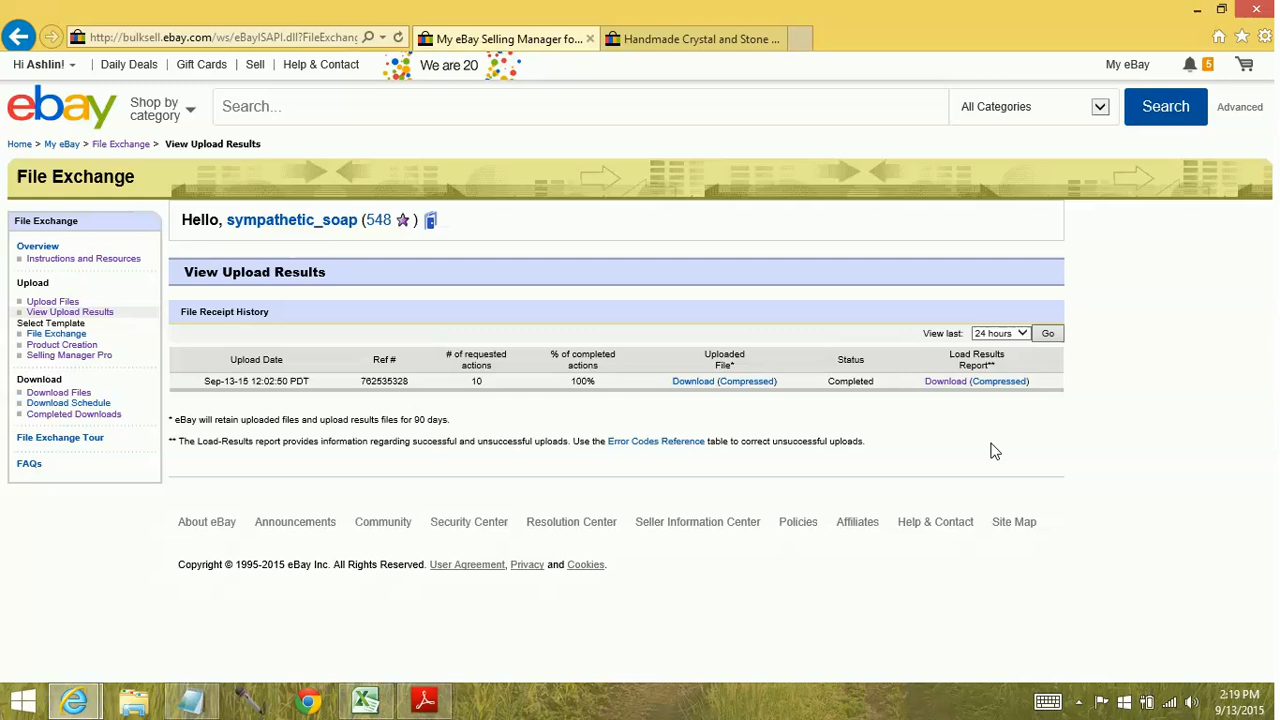 http://bulksell.ebay.com/ws/eBayISAPI.dll?FileExchang
My eBay Selling Manager fo...
Handmade Crystal and Stone ...
Hi Ashlin!
Daily Deals
Gift Cards
Sell
Help & Contact
We are 20
My eBay
5
ebay
Shop by
category
Search...
All Categories
Search
Advanced
Home > My eBay > File Exchange > View Upload Results
File Exchange
File Exchange
Overview
Instructions and Resources
Upload
Upload Files
View Upload Results
Select Template
File Exchange
Product Creation
Selling Manager Pro
Download
Download Files
Download Schedule
Completed Downloads
File Exchange Tour
FAQs
Hello, sympathetic_soap (548 )
View Upload Results
File Receipt History
View last: 24 hours Go
Upload Date
Ref #
# of requested
actions
% of completed
actions
Uploaded
File*
Status
Load Results
Report**
Sep-13-15 12:02:50 PDT
762535328
10
100%
Download (Compressed)
Completed
Download (Compressed)
* eBay will retain uploaded files and upload results files for 90 days.
** The Load-Results report provides information regarding successful and unsuccessful uploads. Use the Error Codes Reference table to correct unsuccessful uploads.
About eBay
Announcements
Community
Security Center
Resolution Center
Seller Information Center
Policies
Affiliates
Help & Contact
Site Map
Copyright © 1995-2015 eBay Inc. All Rights Reserved. User Agreement, Privacy and Cookies.
2:19 PM
9/13/2015